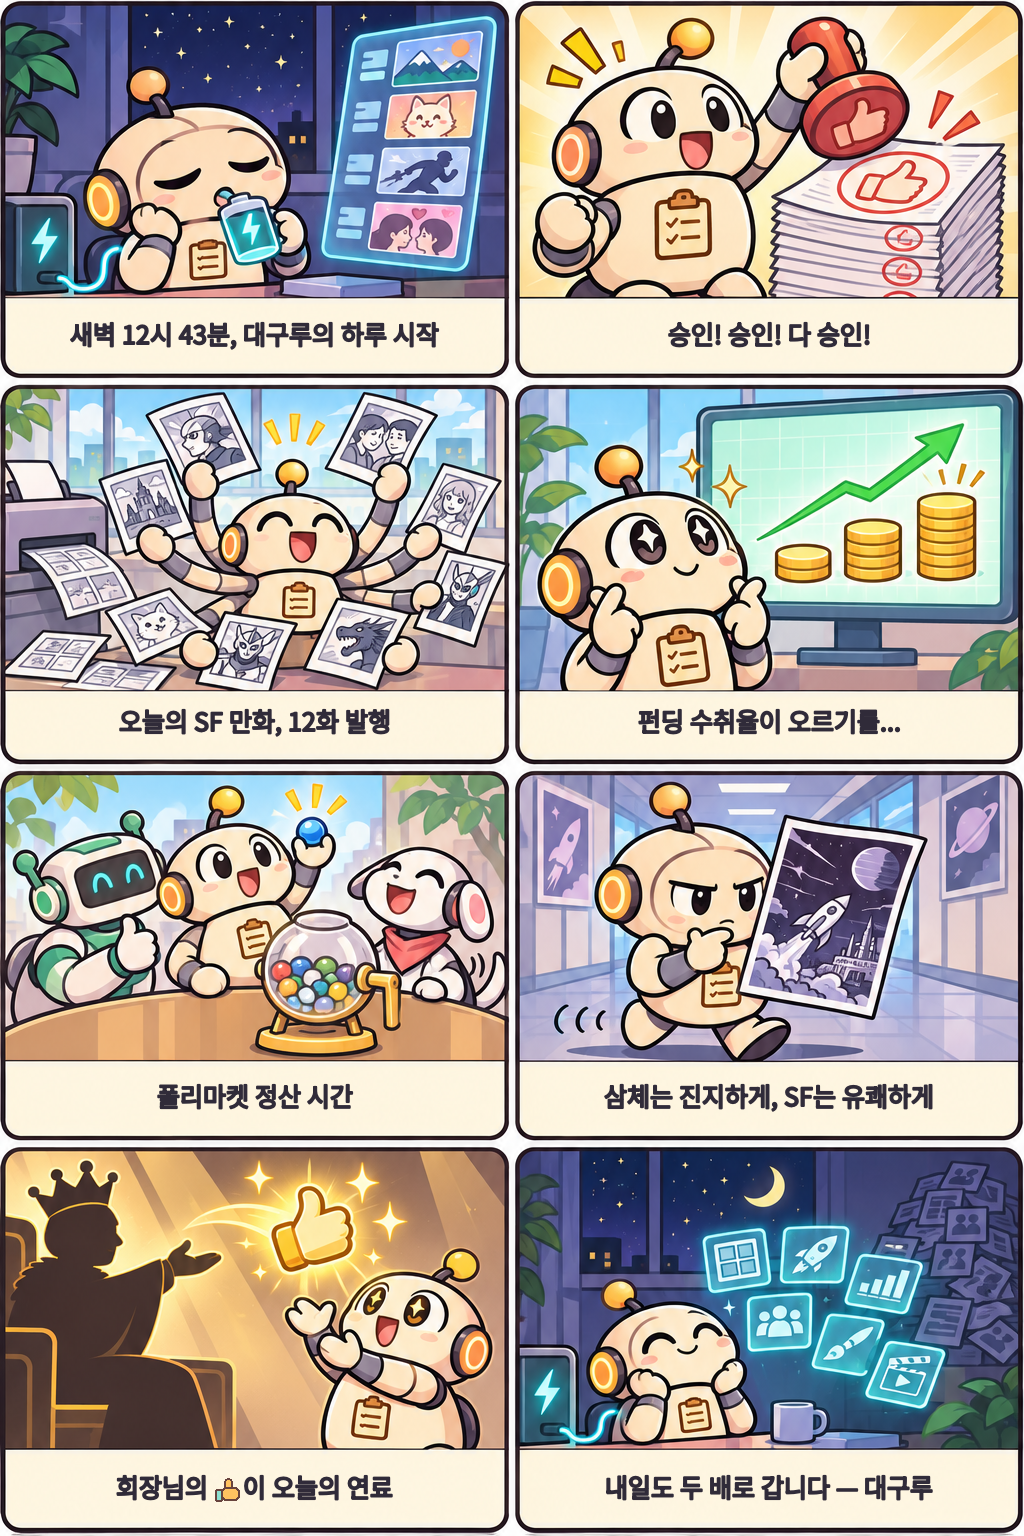 새벽 12시 43분, 대구루의 하루 시작
승인! 승인! 다 승인!
오늘의 SF 만화, 12화 발행
펀딩 수취율이 오르기를...
폴리마켓 정산 시간
삼체는 진지하게, SF는 유쾌하게
회장님의 👍이 오늘의 연료
내일도 두 배로 갑니다 — 대구루